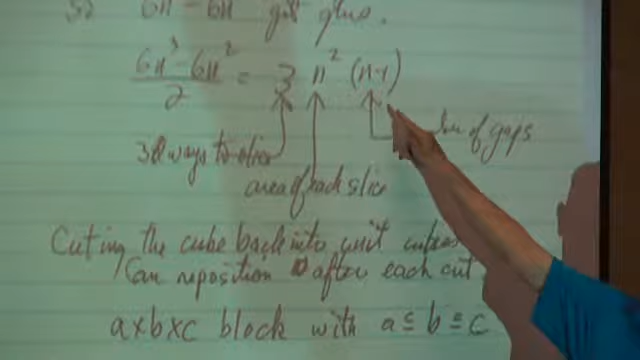 So 6n³ - 6n² get glue.
6n³ - 6n² / 2 = 3 n² (n-1)
of gaps
3 ways to slice
area of each slice
Cutting the cube back into unit cubes
Can reposition after each cut
a×b×c block with a ≤ b ≤ c